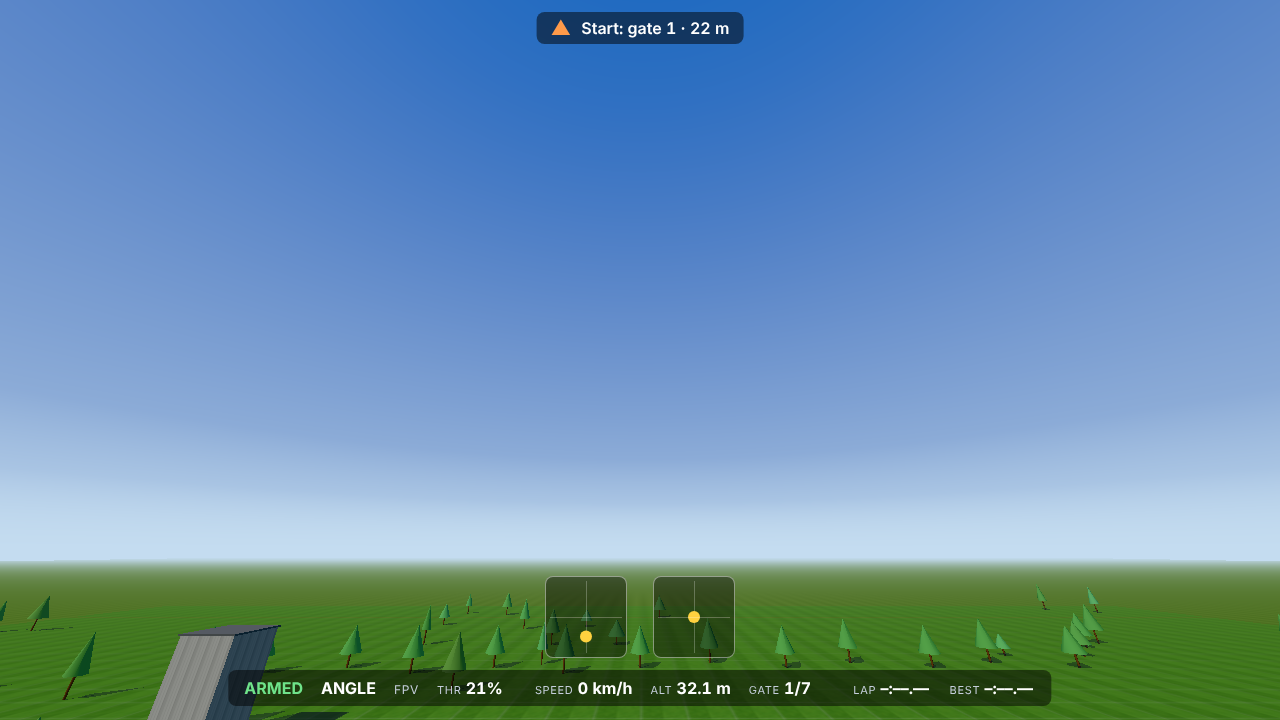 Start: gate 1 · 22 m
ARMED ANGLE FPV THR 21% SPEED 0 km/h ALT 32.1 m GATE 1/7 LAP –:––.–– BEST –:––.––